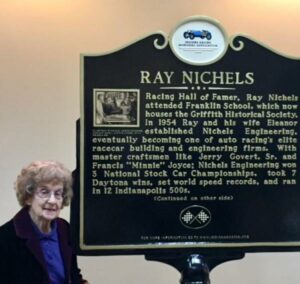 RAY NICHELS
Racing Hall of Famer, Ray Nichels
attended Franklin School, which now
houses the Griffith Historical Society.
In 1954 Ray and his wife Eleanor
established Nichels Engineering,
eventually becoming one of auto racing's elite
racecar building and engineering firms. With
master craftsmen like Jerry Govert, Sr. and
Francis "Minnie" Joyce; Nichels Engineering won
3 National Stock Car Championships, took 7
Daytona wins, set world speed records, and ran
in 12 Indianapolis 500s.
(Continued on other side)